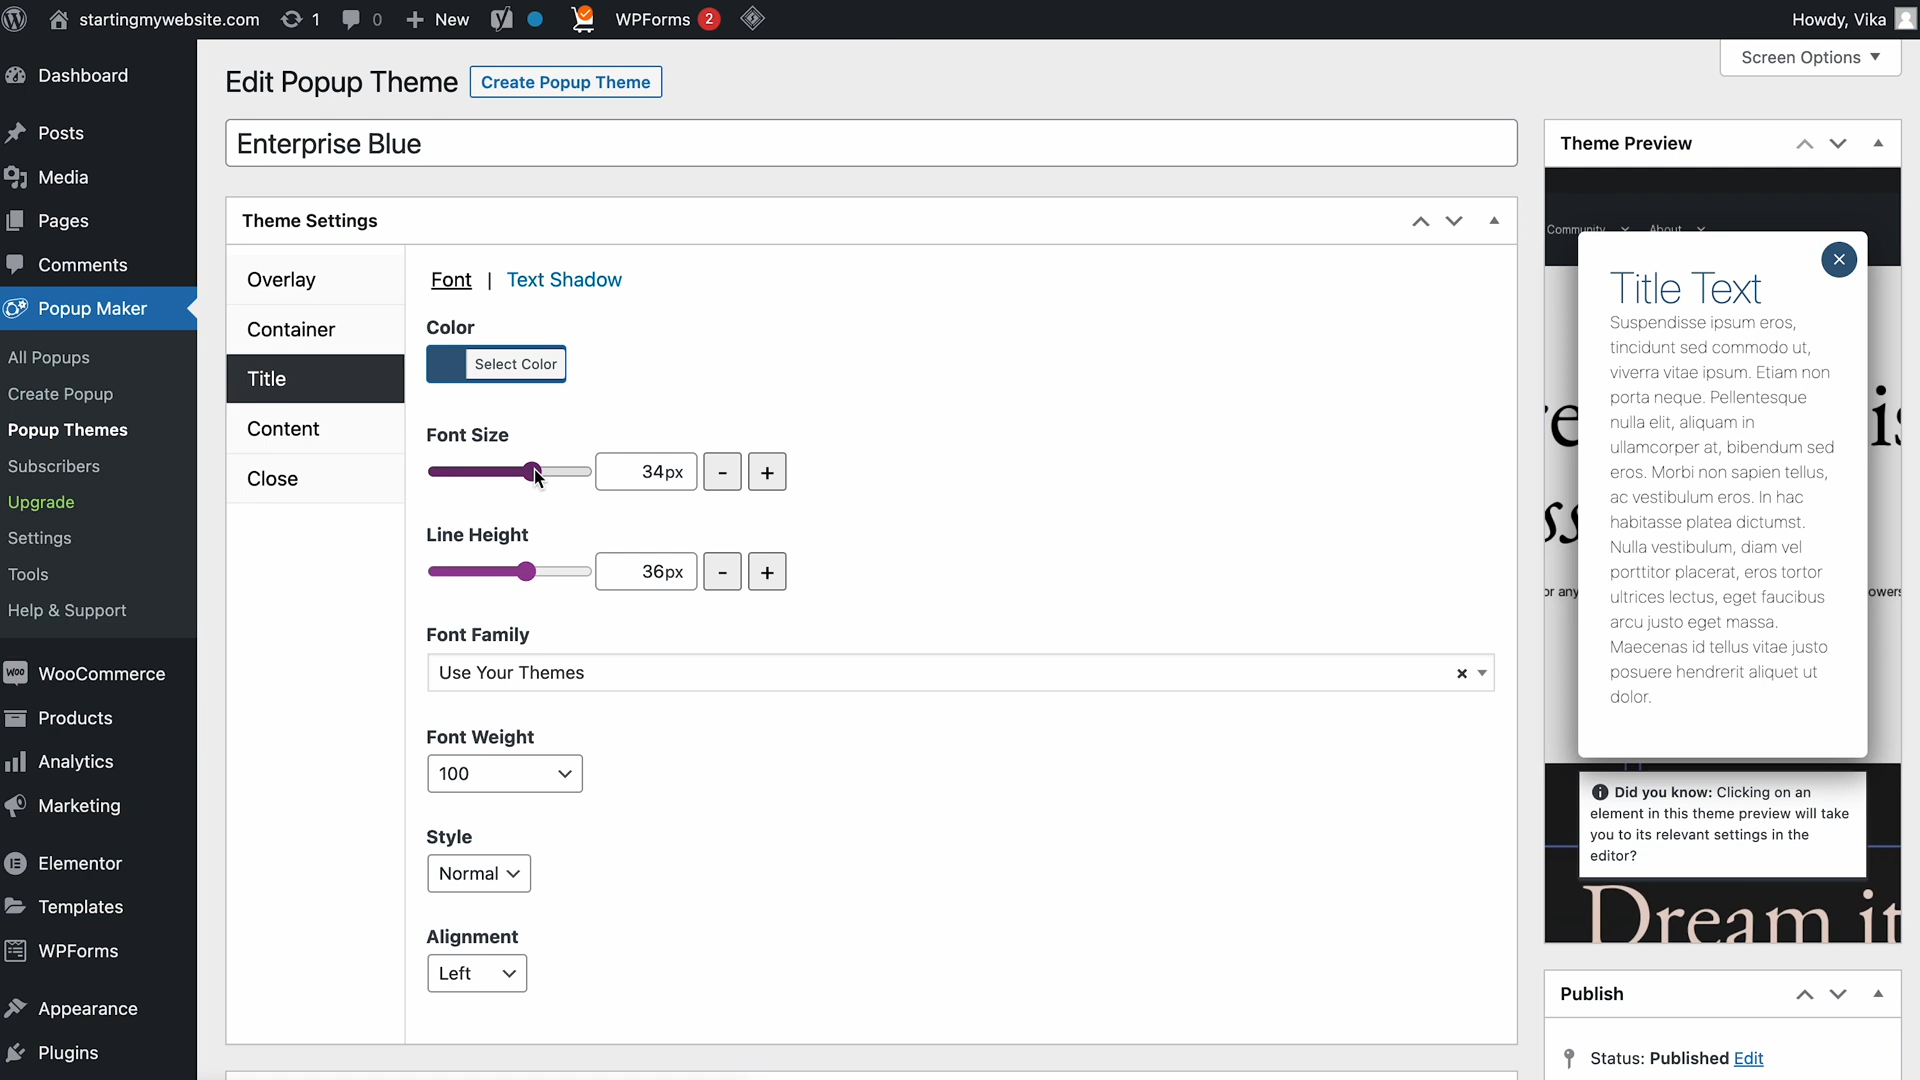 startingmywebsite.com 1 0 New WPForms 2 Howdy, Vika
Dashboard
Posts
Media
Pages
Comments
Popup Maker
All Popups
Create Popup
Popup Themes
Subscribers
Upgrade
Settings
Tools
Help & Support
WooCommerce
Products
Analytics
Marketing
Elementor
Templates
WPForms
Appearance
Plugins
Screen Options
Edit Popup Theme Create Popup Theme
Enterprise Blue
Theme Settings
Overlay
Container
Title
Content
Close
Font | Text Shadow
Color
Select Color
Font Size
34px - +
Line Height
36px - +
Font Family
Use Your Themes × 
Font Weight
100
Style
Normal
Alignment
Left
Theme Preview
Community About
Title Text
Suspendisse ipsum eros,
tincidunt sed commodo ut,
viverra vitae ipsum. Etiam non
porta neque. Pellentesque
nulla elit, aliquam in
ullamcorper at, bibendum sed
eros. Morbi non sapien tellus,
ac vestibulum eros. In hac
habitasse platea dictumst.
Nulla vestibulum, diam vel
porttitor placerat, eros tortor
ultrices lectus, eget faucibus
arcu justo eget massa.
Maecenas id tellus vitae justo
posuere hendrerit aliquet ut
dolor.
Did you know: Clicking on an
element in this theme preview will take
you to its relevant settings in the
editor?
Dream it
Publish
Status: Published Edit